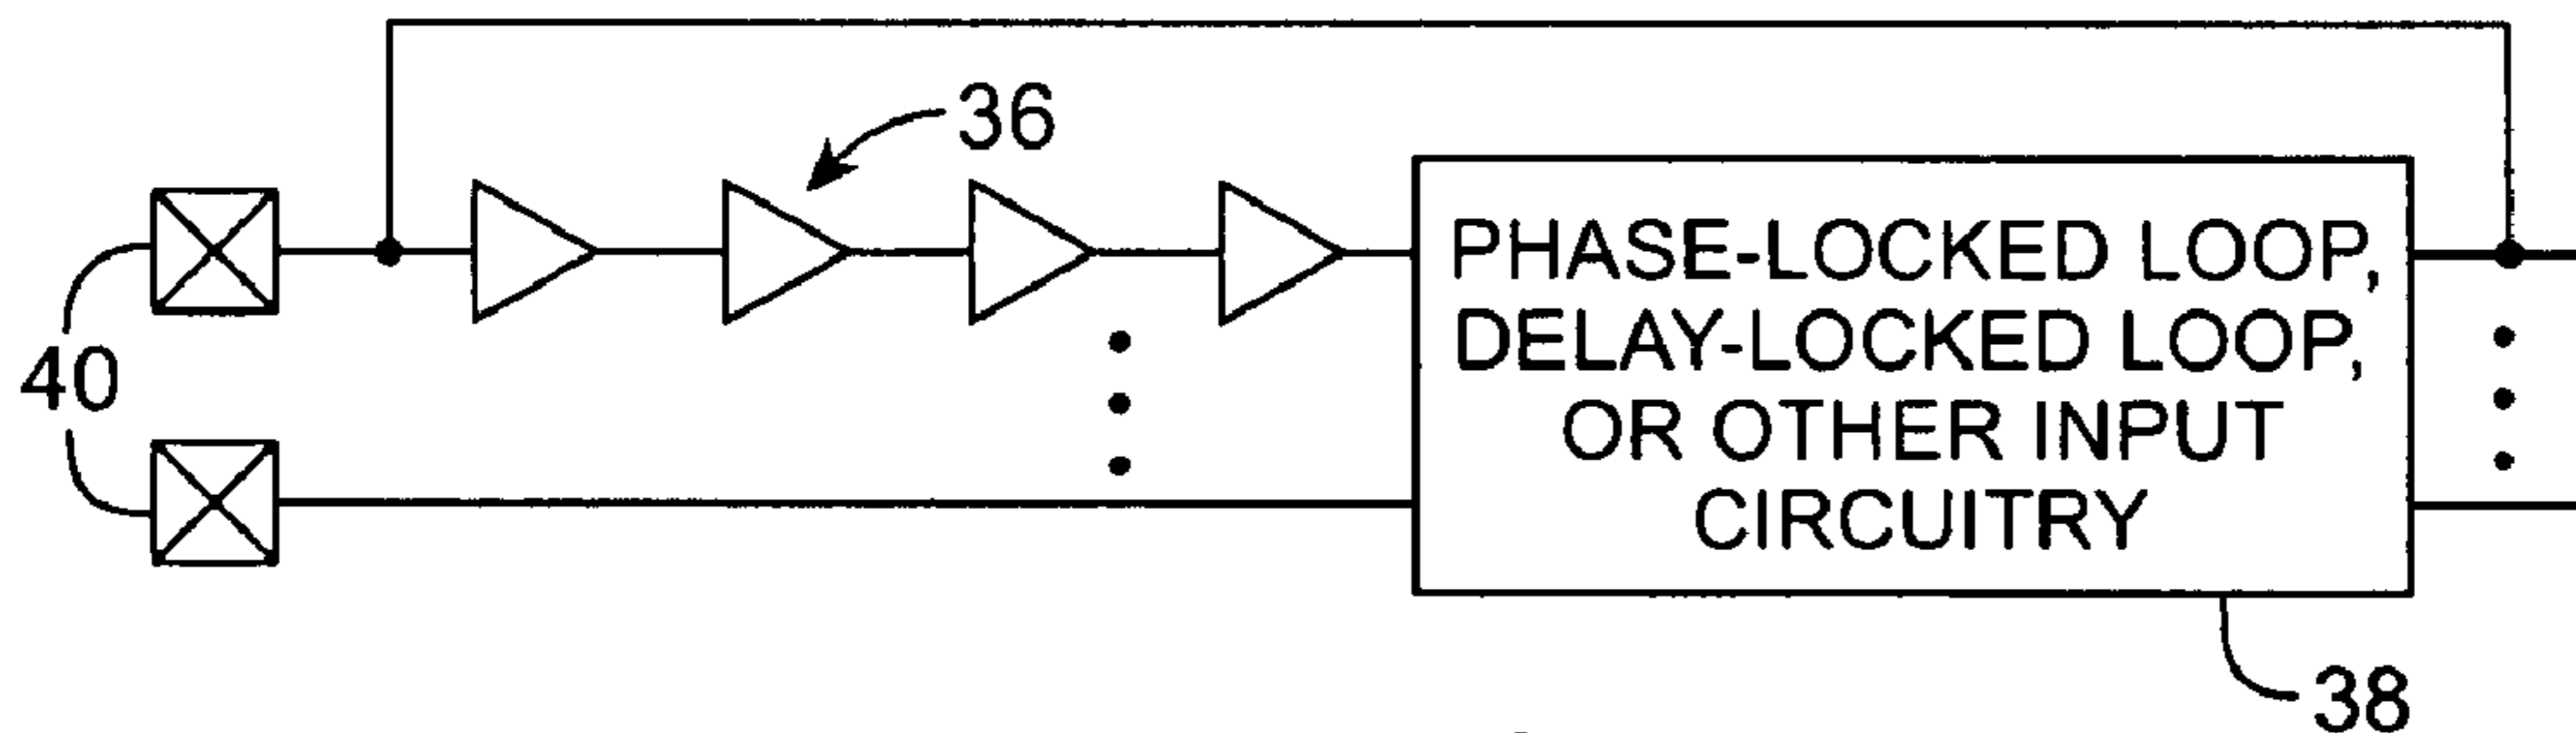 36
40
PHASE-LOCKED LOOP,
DELAY-LOCKED LOOP,
OR OTHER INPUT
CIRCUITRY
38